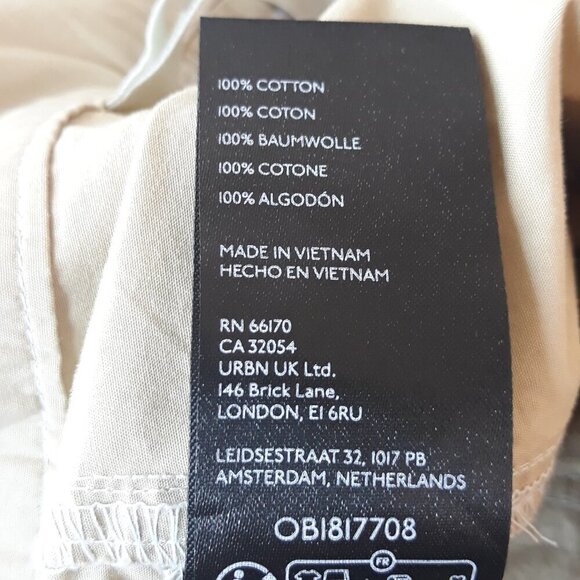 100% COTTON
100% COTON
100% BAUMWOLLE
100% COTONE
100% ALGODÓN
MADE IN VIETNAM
HECHO EN VIETNAM
RN 66170
CA 32054
URBN UK Ltd.
146 Brick Lane,
LONDON, E1 6RU
LEIDSESTRAAT 32, 1017 PB
AMSTERDAM, NETHERLANDS
OB1817708
FR